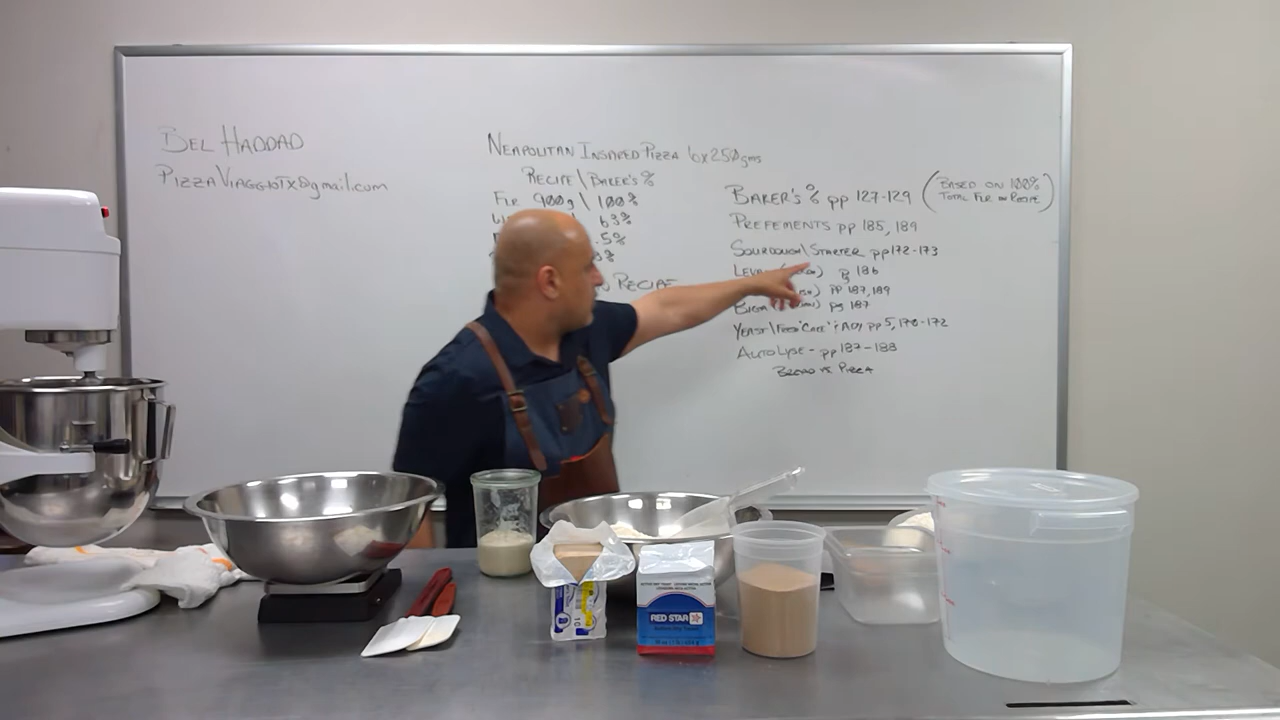 BEL HADDAD
PIZZAVIAGGIOTX@gmail.com
NEAPOLITAN INSPIRED PIZZA 6x250gms
RECIPE \ BAKER'S %
FLR 900g \ 100%
63%
.5%
%
RECIPE
BAKER'S % pp 127-129 (BASED ON 100%
TOTAL FLR IN RECIPE)
PREFEMENTS pp 185, 189
SOURDOUGH \ STARTER pp 172-173
pg 186
pp 187, 189
BIGA pg 187
YEAST \ FRESH "CAKE" ADY pp 5, 170-172
AUTOLYSE - pp 187-188
BREAD VS PIZZA
RED STAR